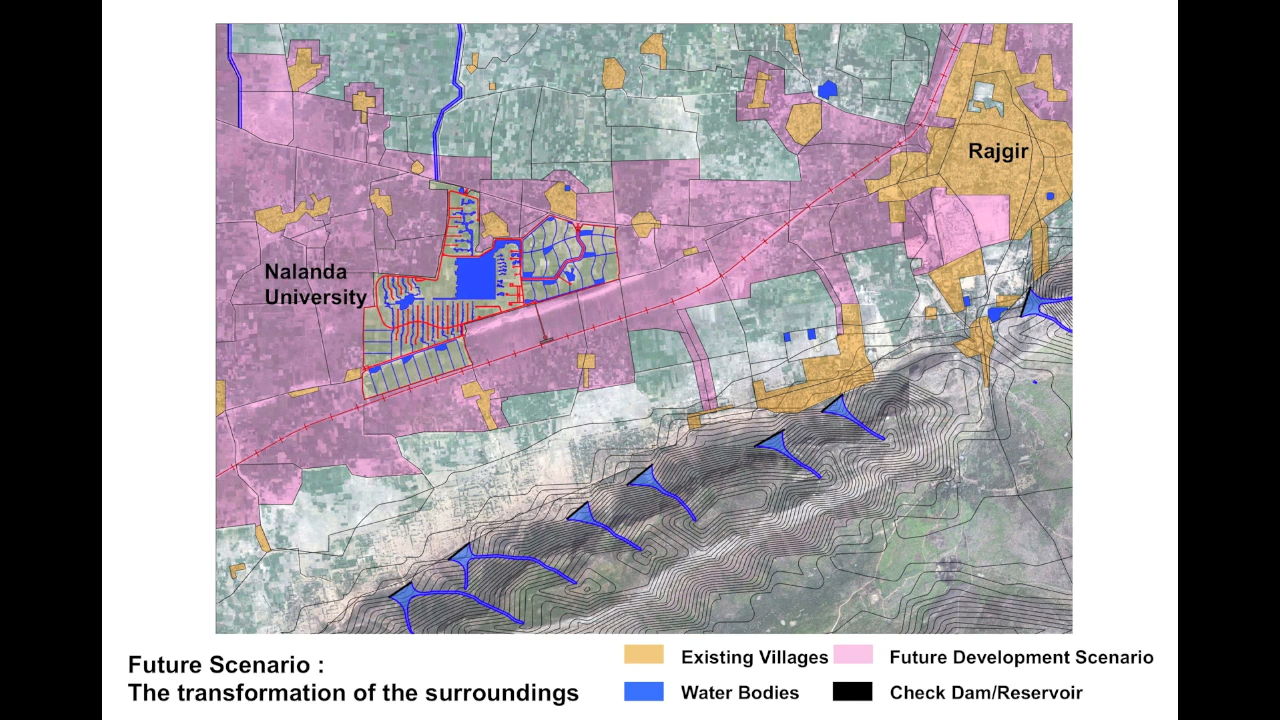 Rajgir
Nalanda
University
Future Scenario :
The transformation of the surroundings
Existing Villages
Future Development Scenario
Water Bodies
Check Dam/Reservoir